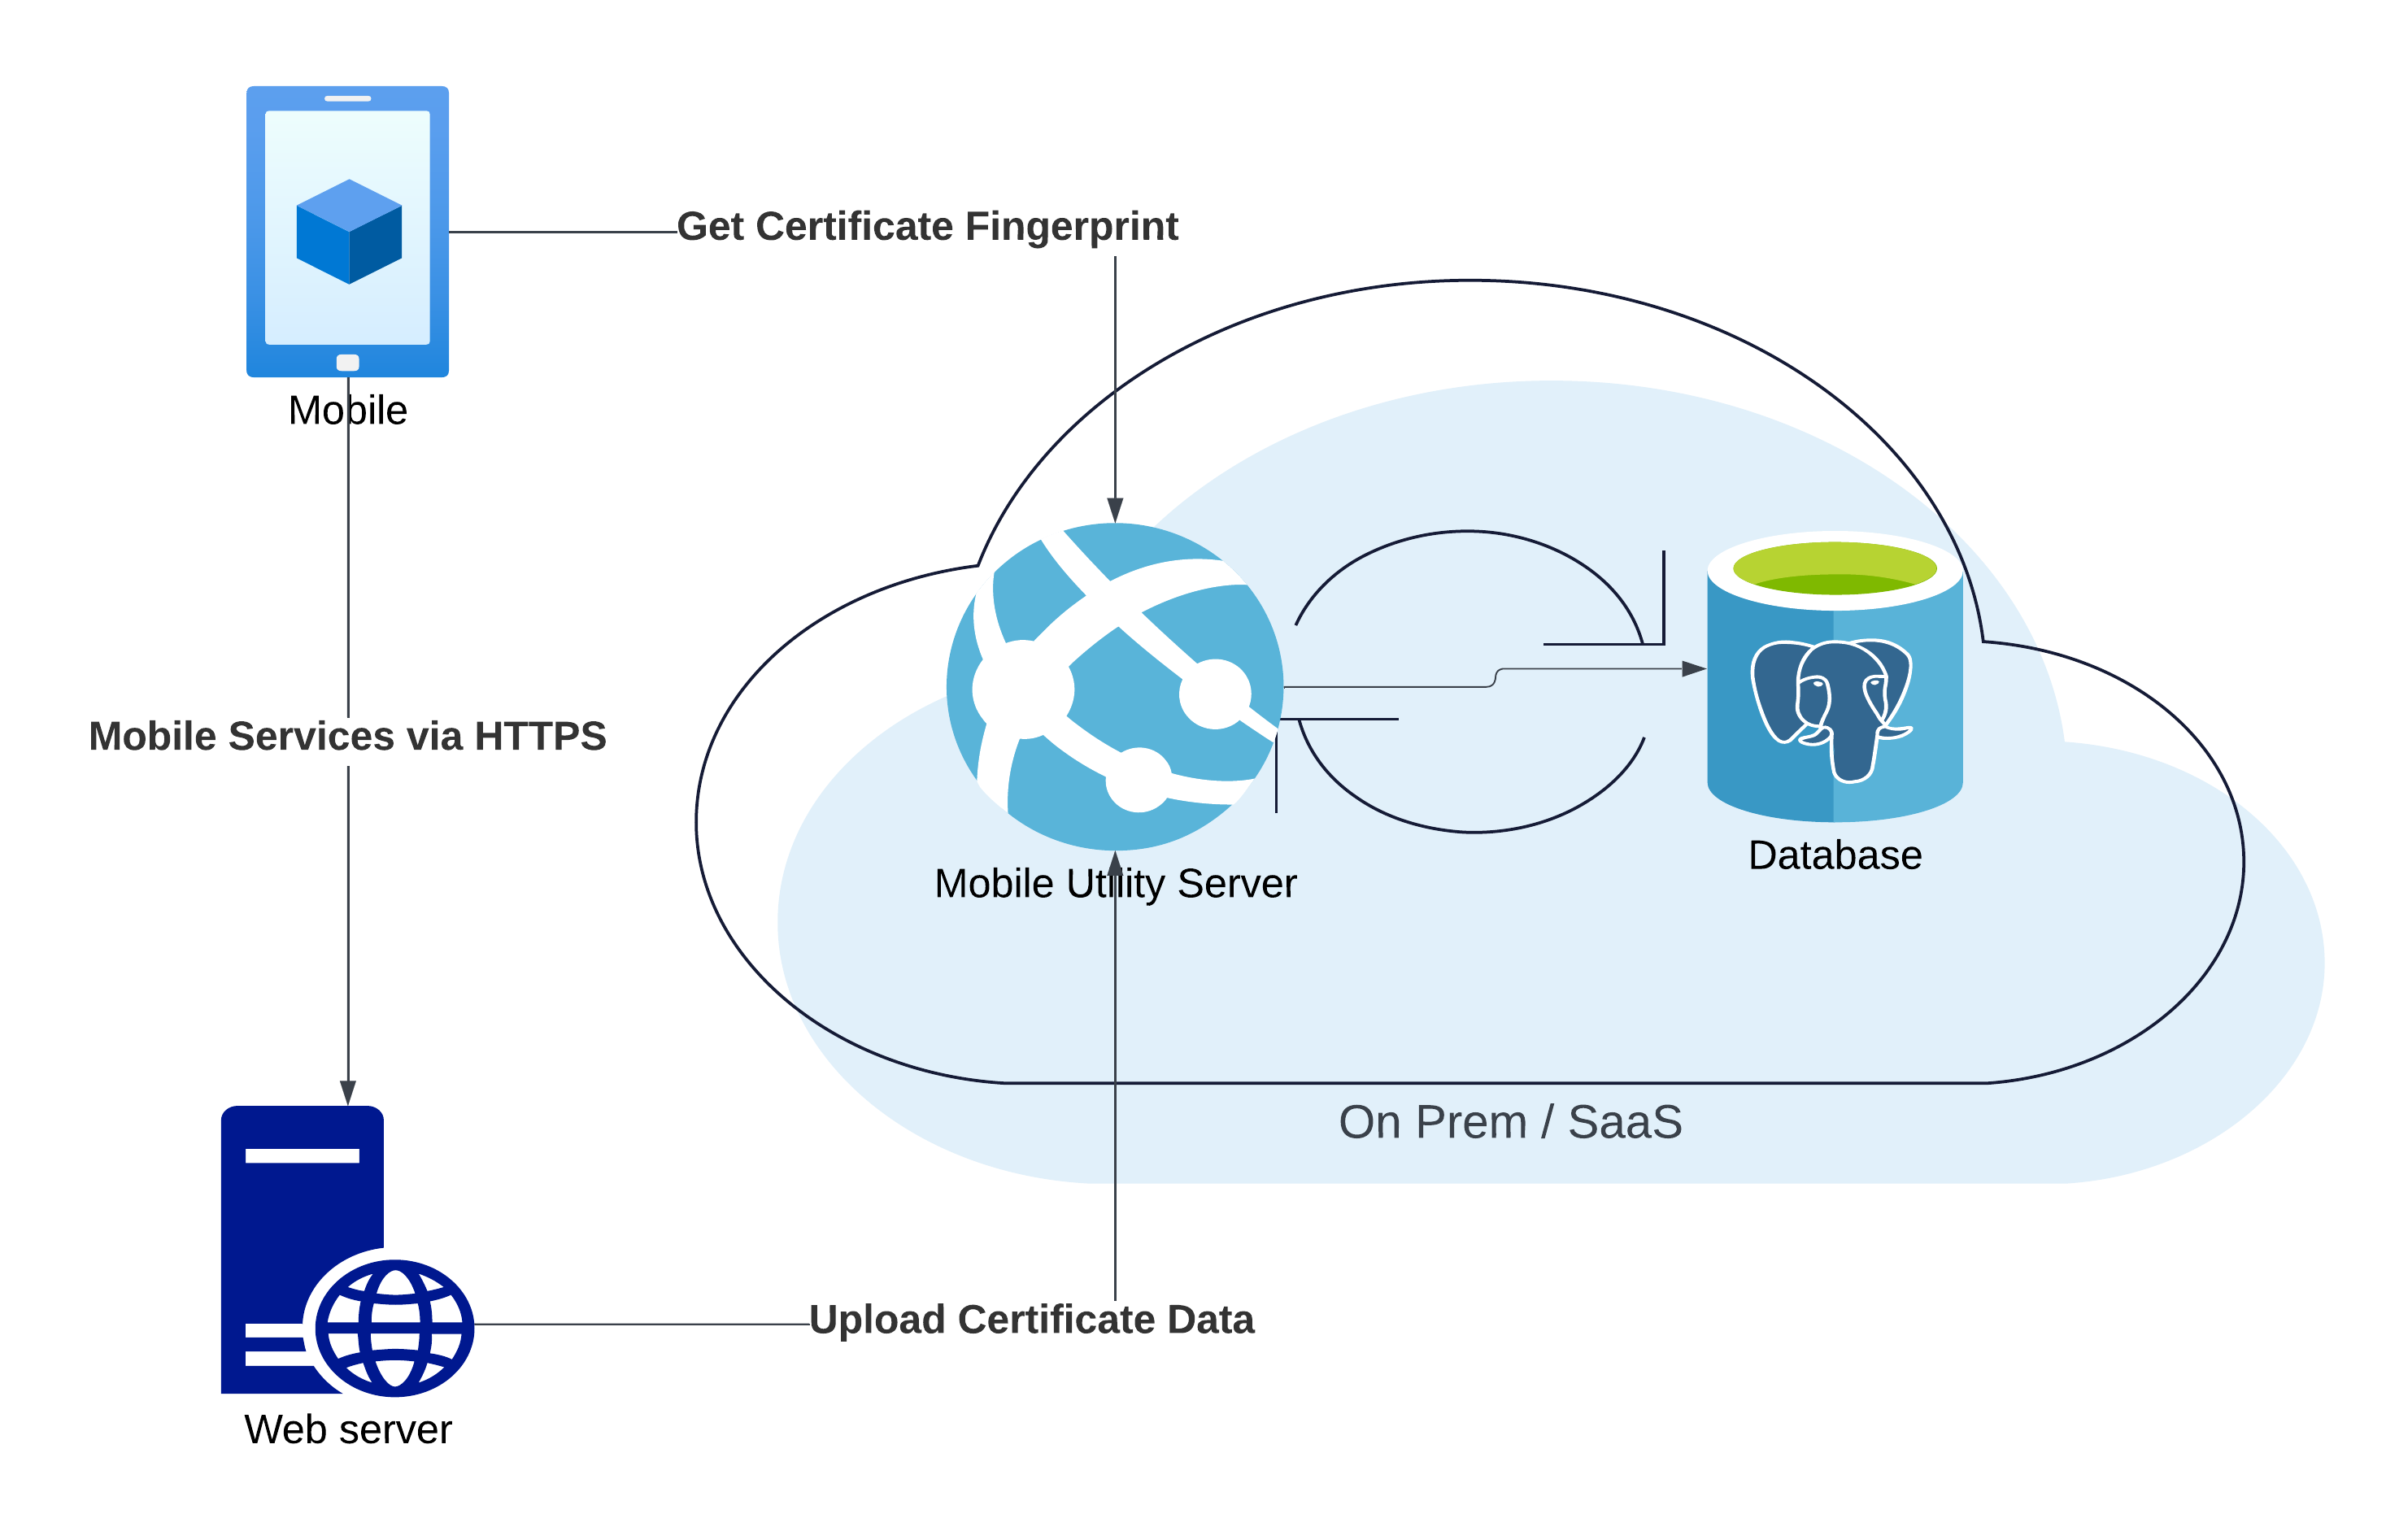 Get Certificate Fingerprint
Mobile
Mobile Services via HTTPS
Mobile Utility Server
Database
On Prem / SaaS
Upload Certificate Data
Web server